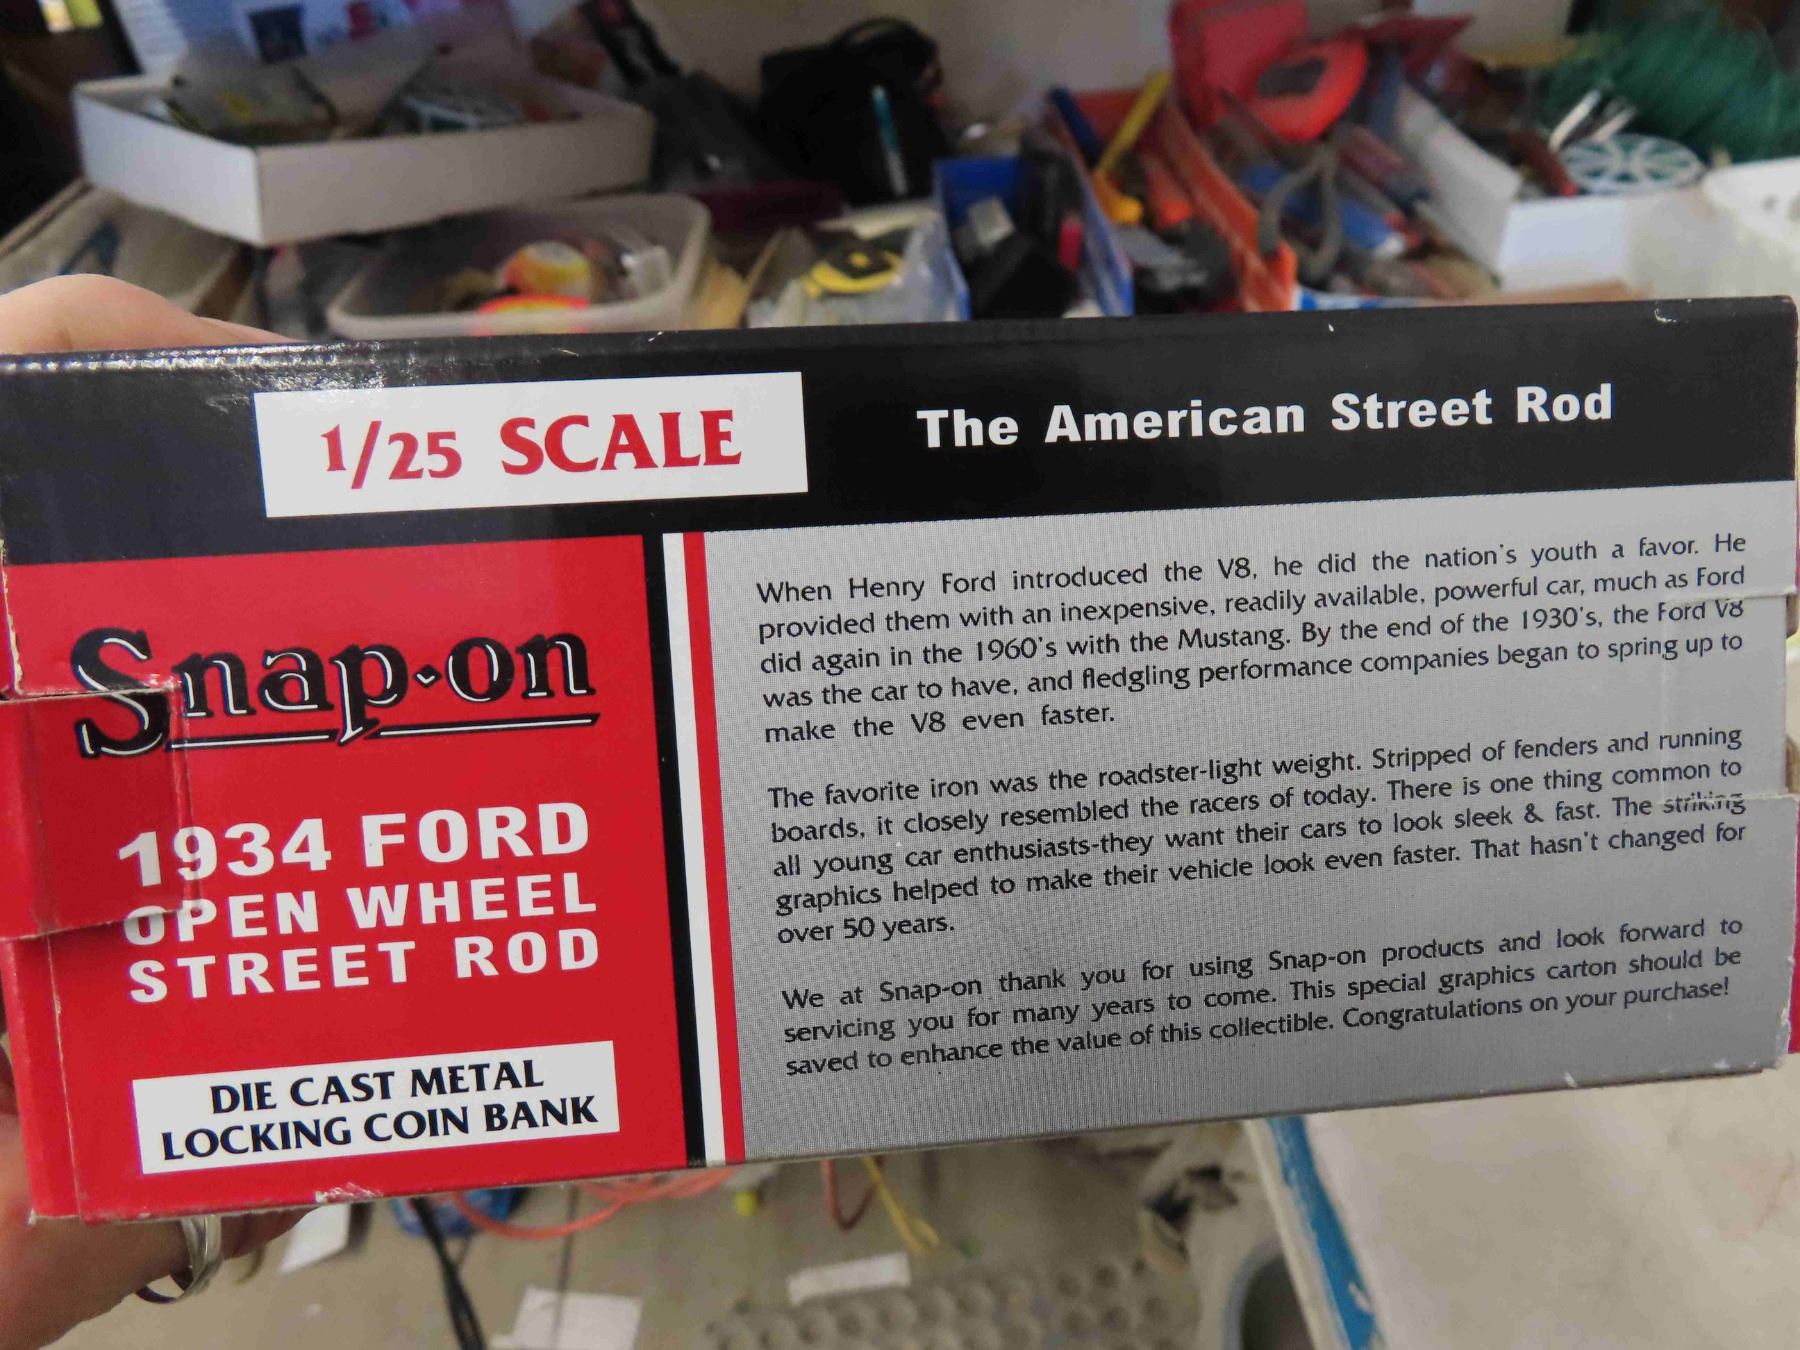 1/25 SCALE
The American Street Rod
Snap-on
1934 FORD
OPEN WHEEL
STREET ROD
DIE CAST METAL
LOCKING COIN BANK
When Henry Ford introduced the V8, he did the nation's youth a favor. He
provided them with an inexpensive, readily available, powerful car, much as Ford
did again in the 1960's with the Mustang. By the end of the 1930's, the Ford V8
was the car to have, and fledgling performance companies began to spring up to
make the V8 even faster.
The favorite iron was the roadster-light weight. Stripped of fenders and running
boards, it closely resembled the racers of today. There is one thing common to
all young car enthusiasts-they want their cars to look sleek & fast. The striking
graphics helped to make their vehicle look even faster. That hasn't changed for
over 50 years.
We at Snap-on thank you for using Snap-on products and look forward to
servicing you for many years to come. This special graphics carton should be
saved to enhance the value of this collectible. Congratulations on your purchase!